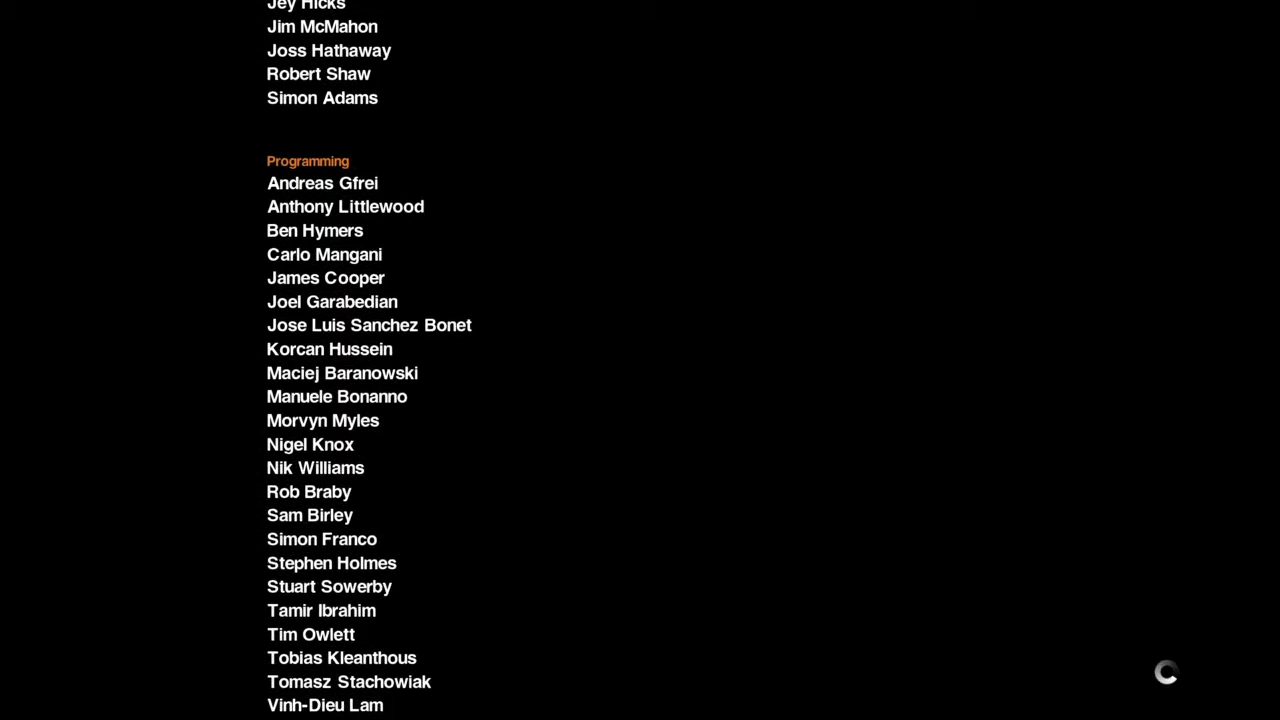 Jey Hicks
Jim McMahon
Joss Hathaway
Robert Shaw
Simon Adams
Programming
Andreas Gfrei
Anthony Littlewood
Ben Hymers
Carlo Mangani
James Cooper
Joel Garabedian
Jose Luis Sanchez Bonet
Korcan Hussein
Maciej Baranowski
Manuele Bonanno
Morvyn Myles
Nigel Knox
Nik Williams
Rob Braby
Sam Birley
Simon Franco
Stephen Holmes
Stuart Sowerby
Tamir Ibrahim
Tim Owlett
Tobias Kleanthous
Tomasz Stachowiak
Vinh-Dieu Lam